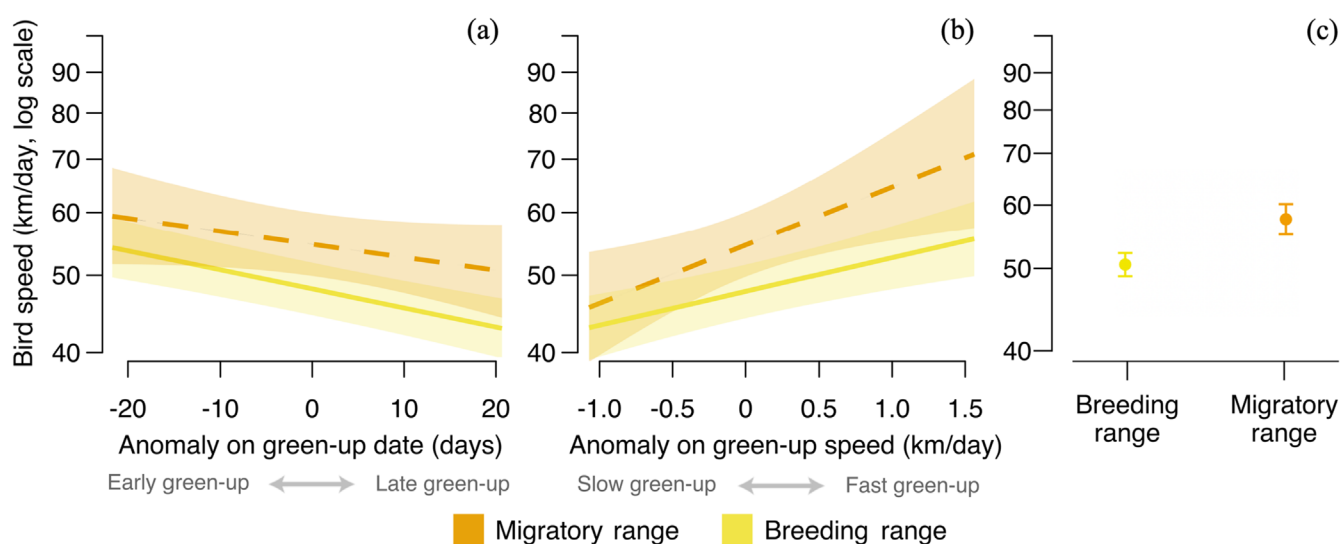 (a)
Bird speed (km/day, log scale)
90
80
70
60
50
40
-20 -10 0 10 20
Anomaly on green-up date (days)
Early green-up Late green-up
(b)
90
80
70
60
50
40
-1.0 -0.5 0 0.5 1.0 1.5
Anomaly on green-up speed (km/day)
Slow green-up Fast green-up
(c)
90
80
70
60
50
40
Breeding
range
Migratory
range
Migratory range Breeding range